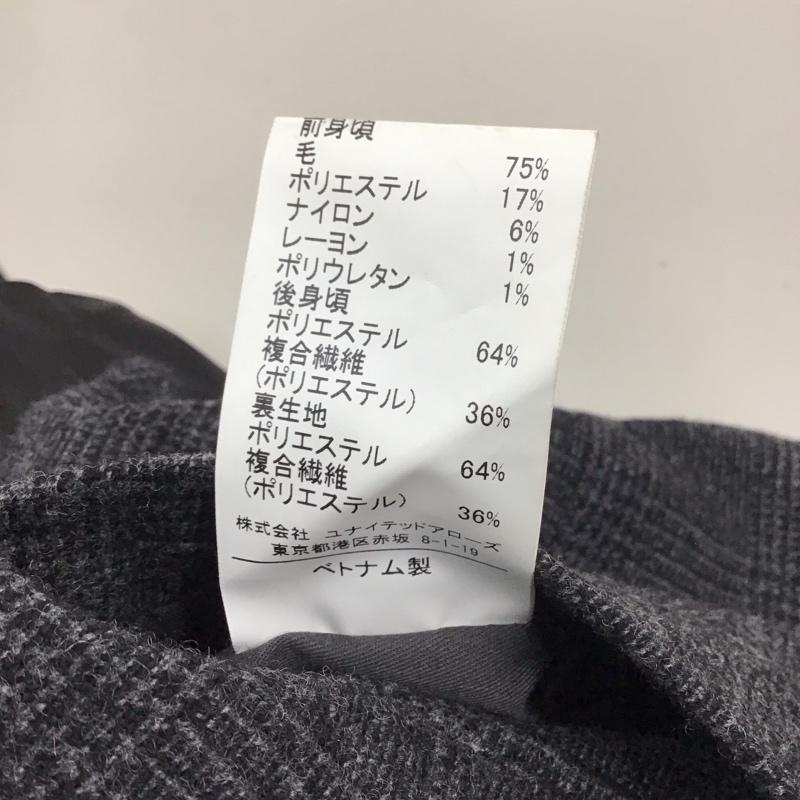 前身頃
毛 75%
ポリエステル 17%
ナイロン 6%
レーヨン 1%
ポリウレタン 1%
後身頃
ポリエステル 64%
複合繊維
(ポリエステル) 36%
裏生地
ポリエステル 64%
複合繊維
(ポリエステル) 36%
株式会社 ユナイテッドアローズ
東京都港区赤坂 8-1-19
ベトナム製